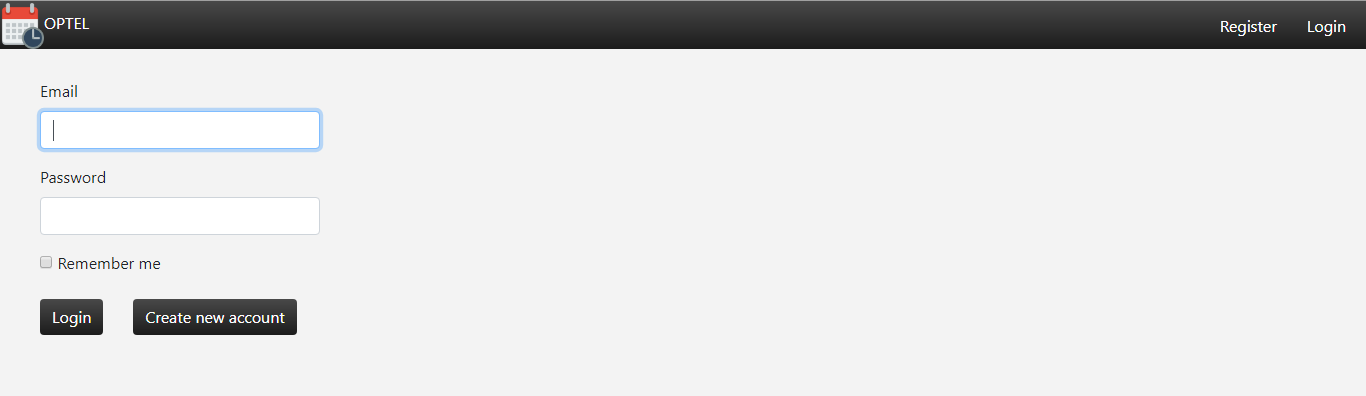 OPTEL
Register
Login
Email
Password
Remember me
Login
Create new account